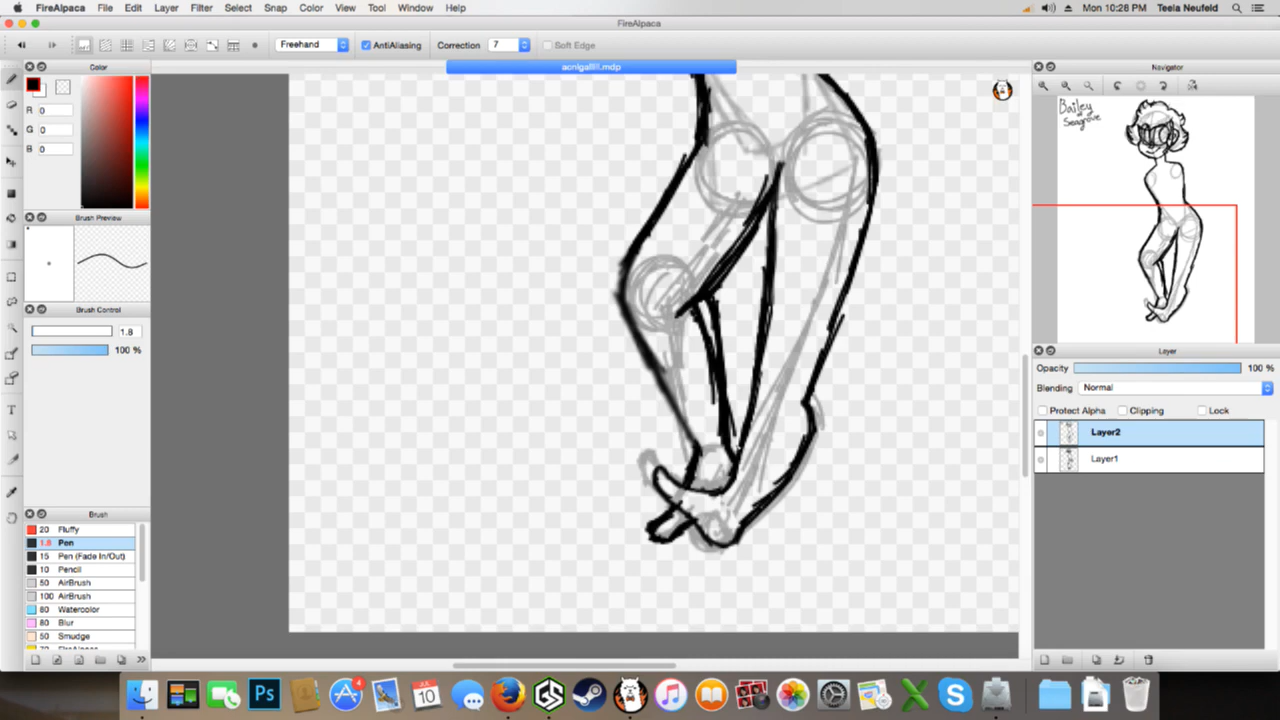 FireAlpaca File Edit Layer Filter Select Snap Color View Tool Window Help Mon 10:28 PM Teela Neufeld
FireAlpaca
Freehand AntiAliasing Correction 7 Soft Edge
Color
Navigator
R 0
G 0
B 0
Bailey
Seagrove
Brush Preview
Brush Control
1.8
100 %
Layer
Opacity 100 %
Blending Normal
Protect Alpha Clipping Lock
Layer2
Layer1
Brush
20 Fluffy
1.8 Pen
15 Pen (Fade In/Out)
10 Pencil
50 AirBrush
100 AirBrush
80 Watercolor
80 Blur
50 Smudge
Ps
4
JUL
10